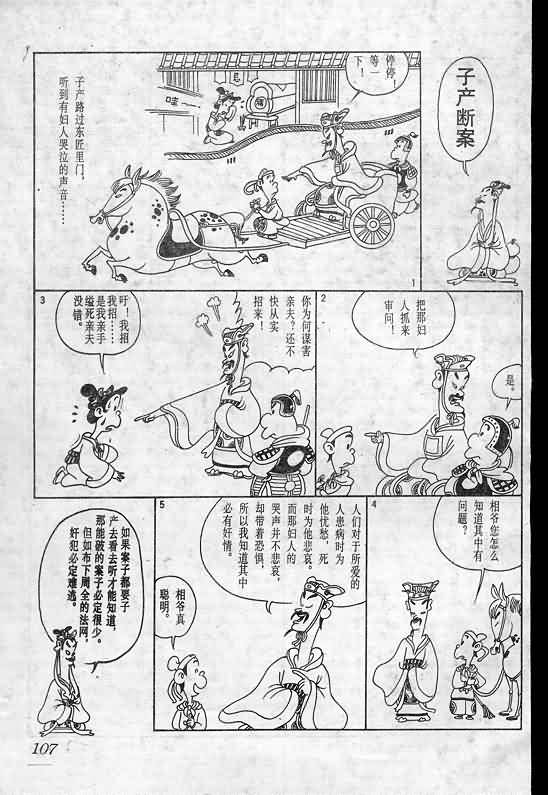 子产断案
停停
等一
下！
子产路过东匠里门，
听到有妇人哭泣的声音……
哇—
1
把那妇
人抓来
审问！
是。
2
你为何谋害
亲夫？还不
快从实
招来！
吁！我招
我招……
是我亲手
缢死亲夫
没错。
3
相爷您怎么
知道其中有
问题？
4
人们对于所爱的
人患病时为
他忧愁，死
时为他悲哀。
而那妇人的
哭声并不悲哀，
却带着恐惧，
所以我知道其中
必有奸情。
相爷真
聪明。
5
如果案子都要子
产去看去听才能知道，
那能破的案子必定很少。
但如布下周全的法网，
奸犯必定难逃。
107